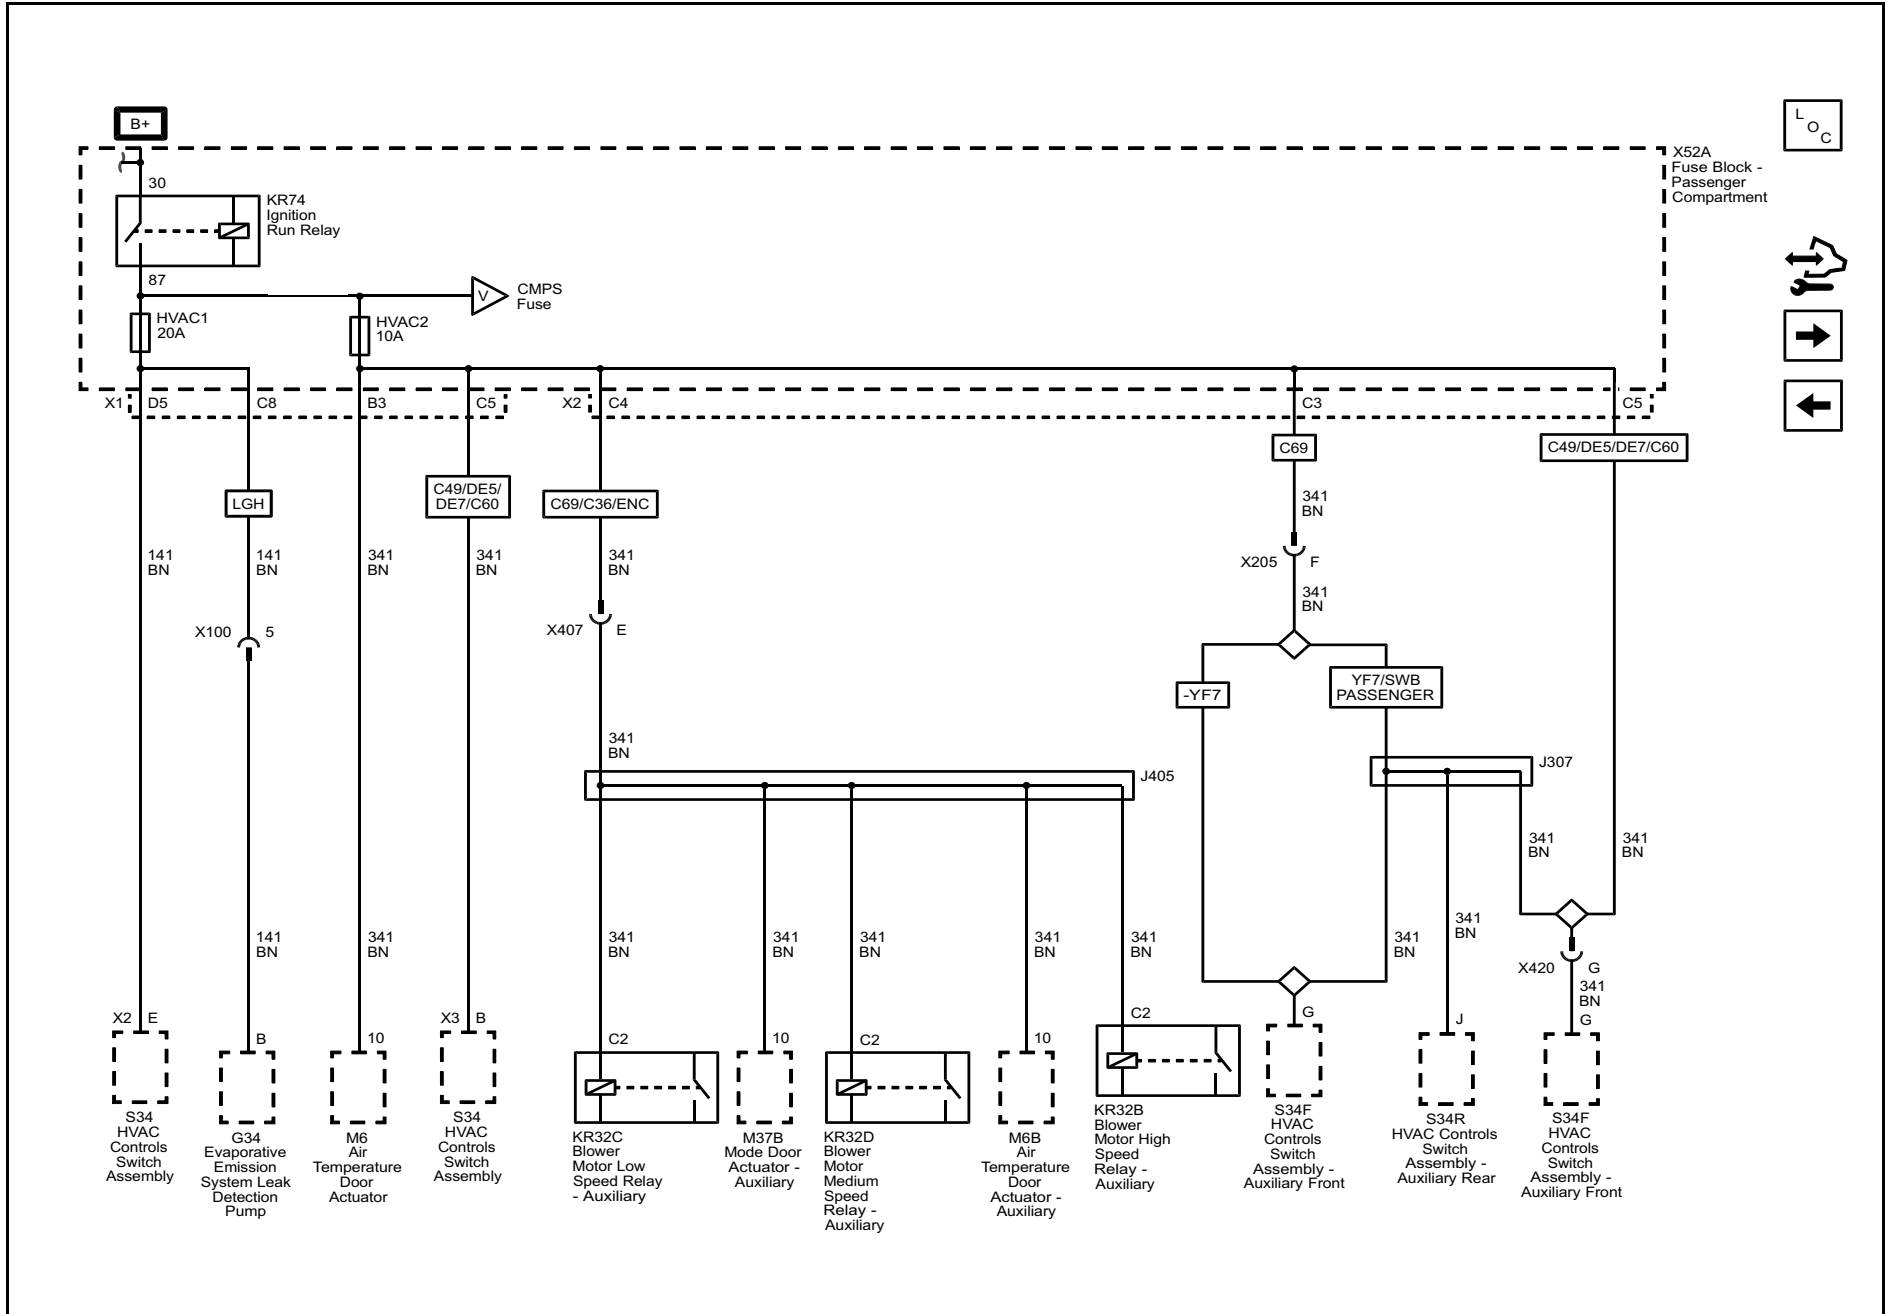 B+
L
O
C
X52A
Fuse Block -
Passenger
Compartment
30
KR74
Ignition
Run Relay
87
V
CMPS
Fuse
HVAC1
20A
HVAC2
10A
X1
D5
C8
B3
C5
X2
C4
C3
C5
C69
C49/DE5/DE7/C60
LGH
C49/DE5/
DE7/C60
C69/C36/ENC
341
BN
141
BN
141
BN
341
BN
341
BN
341
BN
X205
F
341
BN
X100
5
X407
E
-YF7
YF7/SWB
PASSENGER
341
BN
J405
J307
341
BN
341
BN
341
BN
141
BN
341
BN
341
BN
341
BN
341
BN
341
BN
341
BN
341
BN
X420
G
341
BN
X2
E
B
10
X3
B
C2
10
C2
10
C2
G
J
G
S34
HVAC
Controls
Switch
Assembly
G34
Evaporative
Emission
System Leak
Detection
Pump
M6
Air
Temperature
Door
Actuator
S34
HVAC
Controls
Switch
Assembly
KR32C
Blower
Motor Low
Speed Relay
- Auxiliary
M37B
Mode Door
Actuator -
Auxiliary
KR32D
Blower
Motor
Medium
Speed
Relay -
Auxiliary
M6B
Air
Temperature
Door
Actuator -
Auxiliary
KR32B
Blower
Motor High
Speed
Relay -
Auxiliary
S34F
HVAC
Controls
Switch
Assembly -
Auxiliary Front
S34R
HVAC Controls
Switch
Assembly -
Auxiliary Rear
S34F
HVAC
Controls
Switch
Assembly -
Auxiliary Front